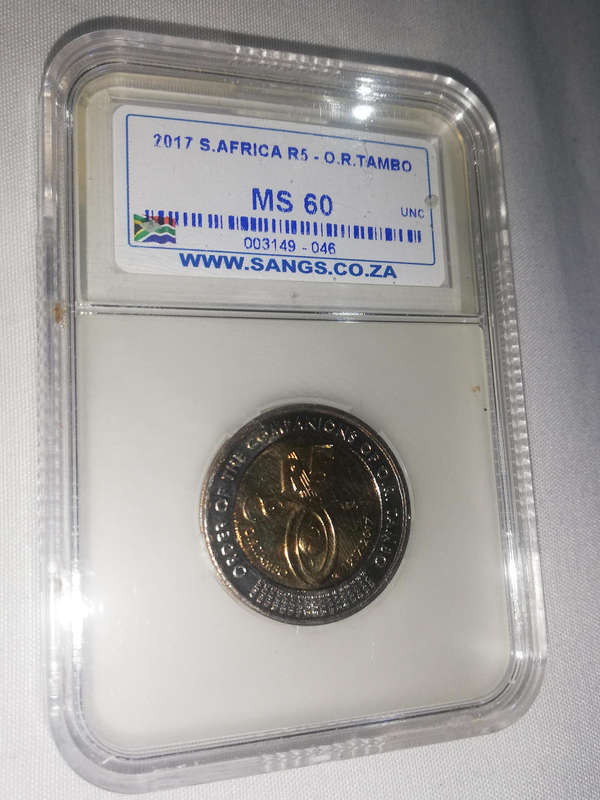 2017 S.AFRICA R5 - O.R.TAMBO
MS 60
UNC
003149 - 046
WWW.SANGS.CO.ZA
ORDER OF THE COMPANIONS OF O.R. TAMBO
R5